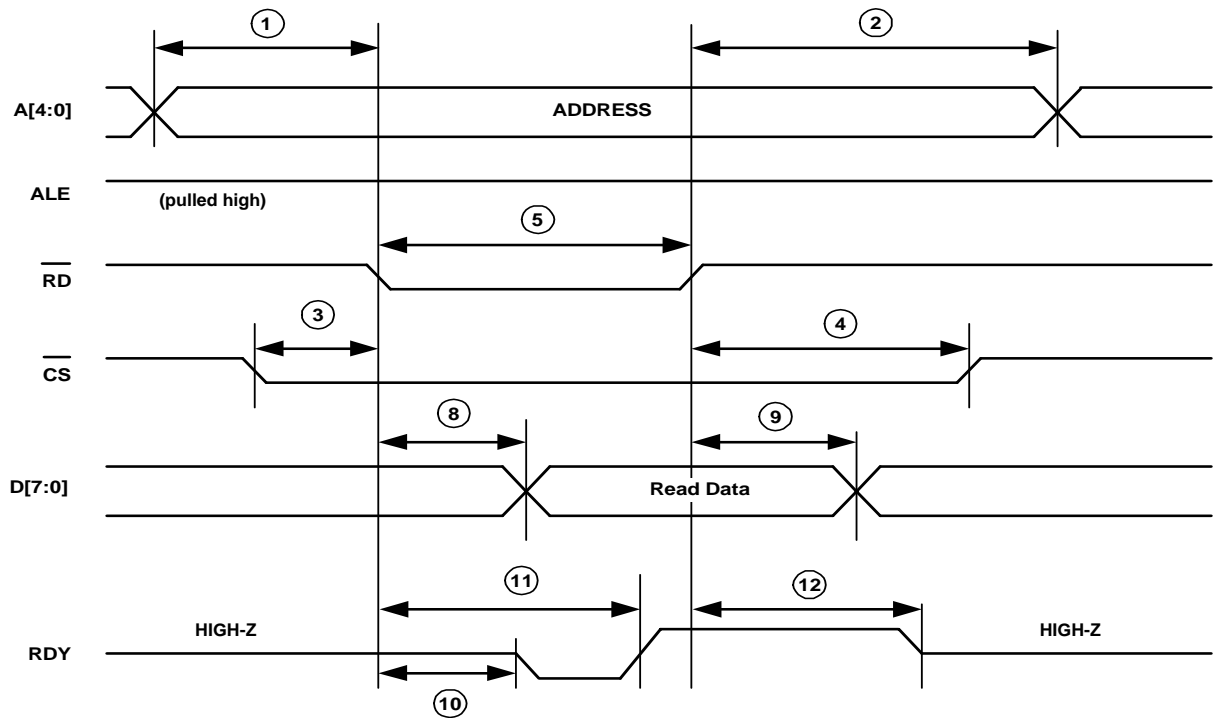 1
2
A[4:0]
ADDRESS
ALE
(pulled high)
5
RD
3
4
CS
8
9
D[7:0]
Read Data
11
12
HIGH-Z
HIGH-Z
RDY
10